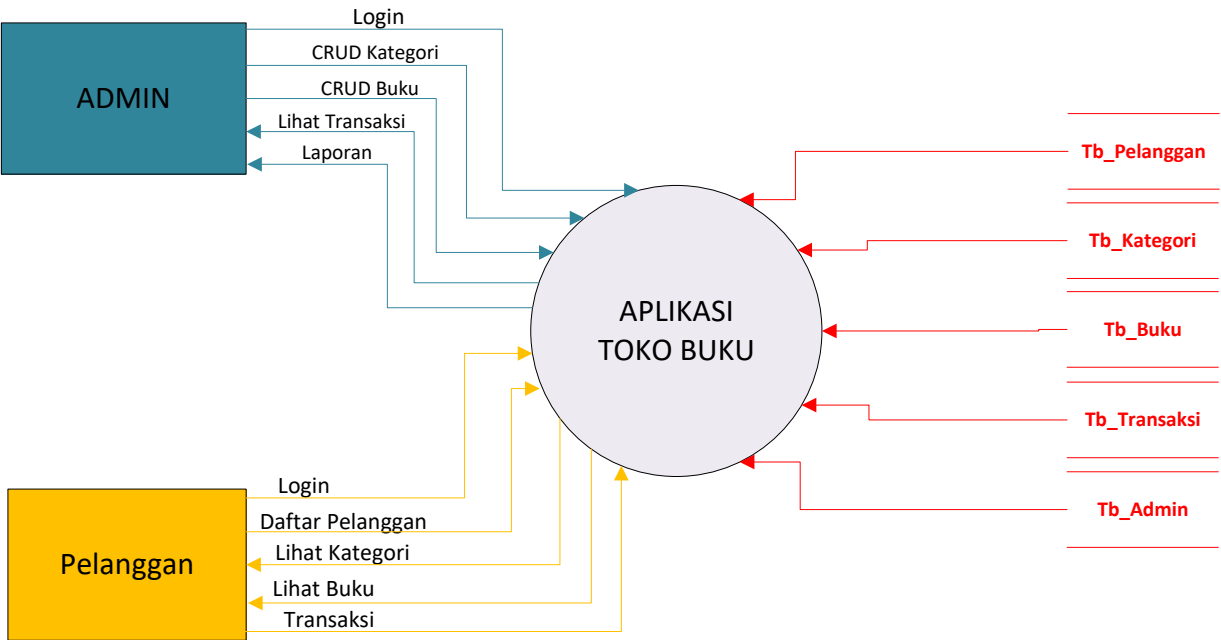 Login
CRUD Kategori
CRUD Buku
Lihat Transaksi
Laporan
ADMIN
Tb_Pelanggan
Tb_Kategori
Tb_Buku
Tb_Transaksi
Tb_Admin
APLIKASI
TOKO BUKU
Login
Daftar Pelanggan
Lihat Kategori
Lihat Buku
Transaksi
Pelanggan